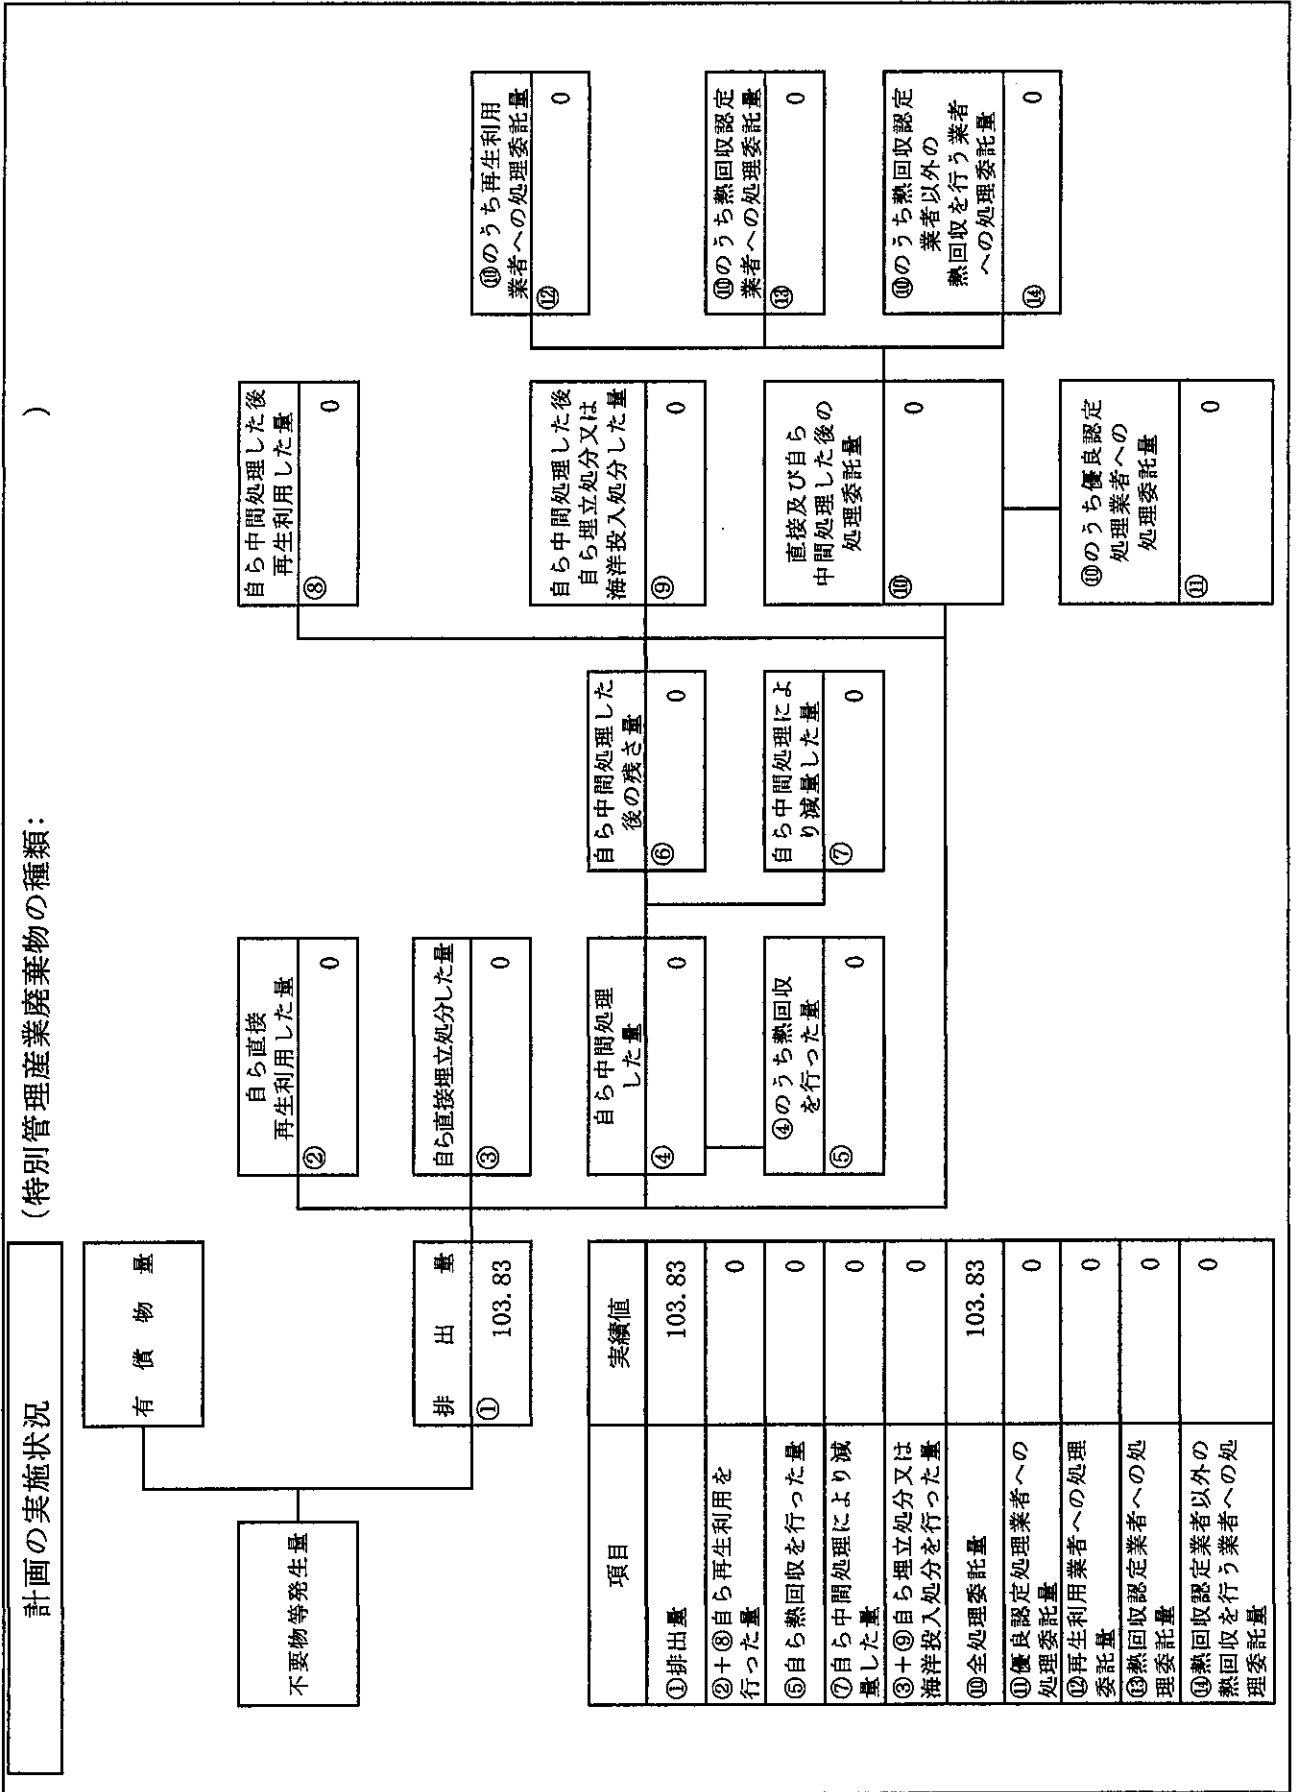 計画の実施状況
（特別管理産業廃棄物の種類：　）
不要物等発生量
有償物量
排出量
① 103.83
自ら直接
再生利用した量
② 0
自ら直接埋立処分した量
③ 0
自ら中間処理
した量
④ 0
④のうち熱回収
を行った量
⑤ 0
自ら中間処理した
後の残さ量
⑥ 0
自ら中間処理によ
り減量した量
⑦ 0
自ら中間処理した後
再生利用した量
⑧ 0
自ら中間処理した後
自ら埋立処分又は
海洋投入処分した量
⑨ 0
直接及び自ら
中間処理した後の
処理委託量
⑩ 0
⑩のうち優良認定
処理業者への
処理委託量
⑪ 0
⑩のうち再生利用
業者への処理委託量
⑫ 0
⑩のうち熱回収認定
業者への処理委託量
⑬ 0
⑩のうち熱回収認定
業者以外の
熱回収を行う業者
への処理委託量
⑭ 0
項目 実績値
①排出量 103.83
②＋⑧自ら再生利用を
行った量 0
⑤自ら熱回収を行った量 0
⑦自ら中間処理により減
量した量 0
③＋⑨自ら埋立処分又は
海洋投入処分を行った量 0
⑩全処理委託量 103.83
⑪優良認定処理業者への
処理委託量 0
⑫再生利用業者への処理
委託量 0
⑬熱回収認定業者への処
理委託量 0
⑭熱回収認定業者以外の
熱回収を行う業者への処
理委託量 0